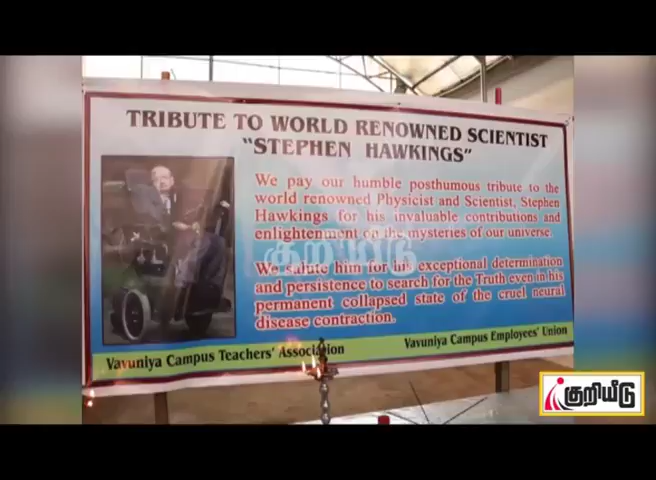 TRIBUTE TO WORLD RENOWNED SCIENTIST
“STEPHEN HAWKINGS”
We pay our humble posthumous tribute to the
world renowned Physicist and Scientist, Stephen
Hawkings for his invaluable contributions and
enlightenment on the mysteries of our universe.
குறியீடு
We salute him for his exceptional determination
and persistence to search for the Truth even in his
permanent collapsed state of the cruel neural
disease contraction.
Vavuniya Campus Teachers' Association
Vavuniya Campus Employees' Union
குறியீடு